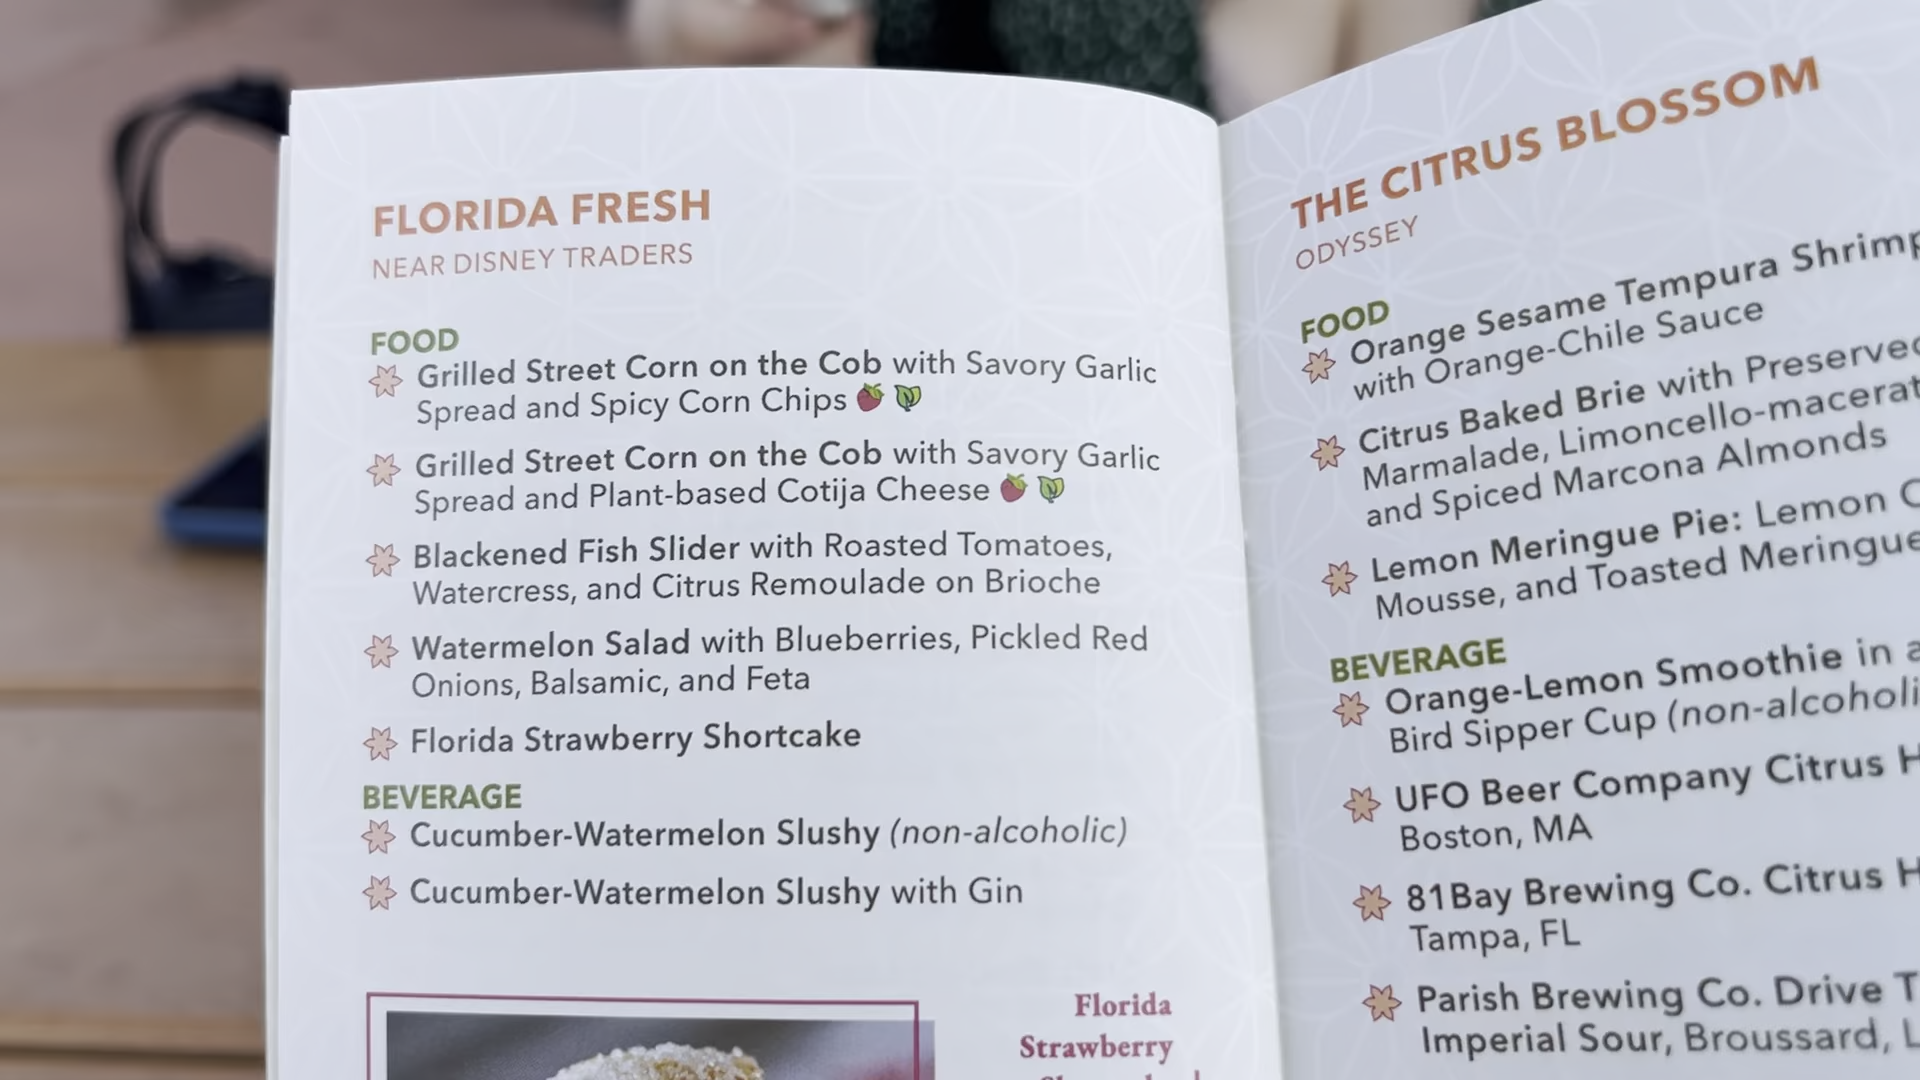 FLORIDA FRESH
NEAR DISNEY TRADERS
FOOD
Grilled Street Corn on the Cob with Savory Garlic
Spread and Spicy Corn Chips
Grilled Street Corn on the Cob with Savory Garlic
Spread and Plant-based Cotija Cheese
Blackened Fish Slider with Roasted Tomatoes,
Watercress, and Citrus Remoulade on Brioche
Watermelon Salad with Blueberries, Pickled Red
Onions, Balsamic, and Feta
Florida Strawberry Shortcake
BEVERAGE
Cucumber-Watermelon Slushy (non-alcoholic)
Cucumber-Watermelon Slushy with Gin
Florida
Strawberry
THE CITRUS BLOSSOM
ODYSSEY
FOOD
Orange Sesame Tempura Shrimp
with Orange-Chile Sauce
Citrus Baked Brie with Preserved
Marmalade, Limoncello-macerat
and Spiced Marcona Almonds
Lemon Meringue Pie: Lemon C
Mousse, and Toasted Meringue
BEVERAGE
Orange-Lemon Smoothie in a
Bird Sipper Cup (non-alcoholi
UFO Beer Company Citrus H
Boston, MA
81Bay Brewing Co. Citrus H
Tampa, FL
Parish Brewing Co. Drive T
Imperial Sour, Broussard, L